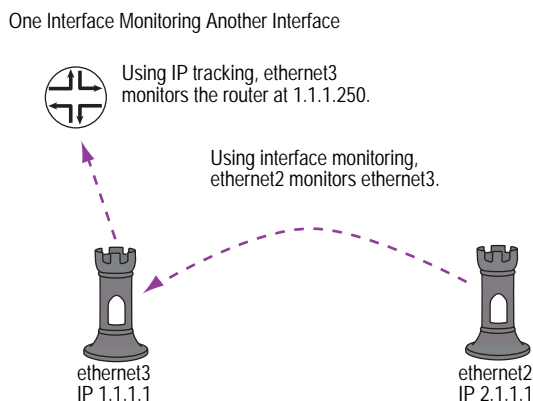 One Interface Monitoring Another Interface
Using IP tracking, ethernet3
monitors the router at 1.1.1.250.
Using interface monitoring,
ethernet2 monitors ethernet3.
ethernet3
IP 1.1.1.1
ethernet2
IP 2.1.1.1